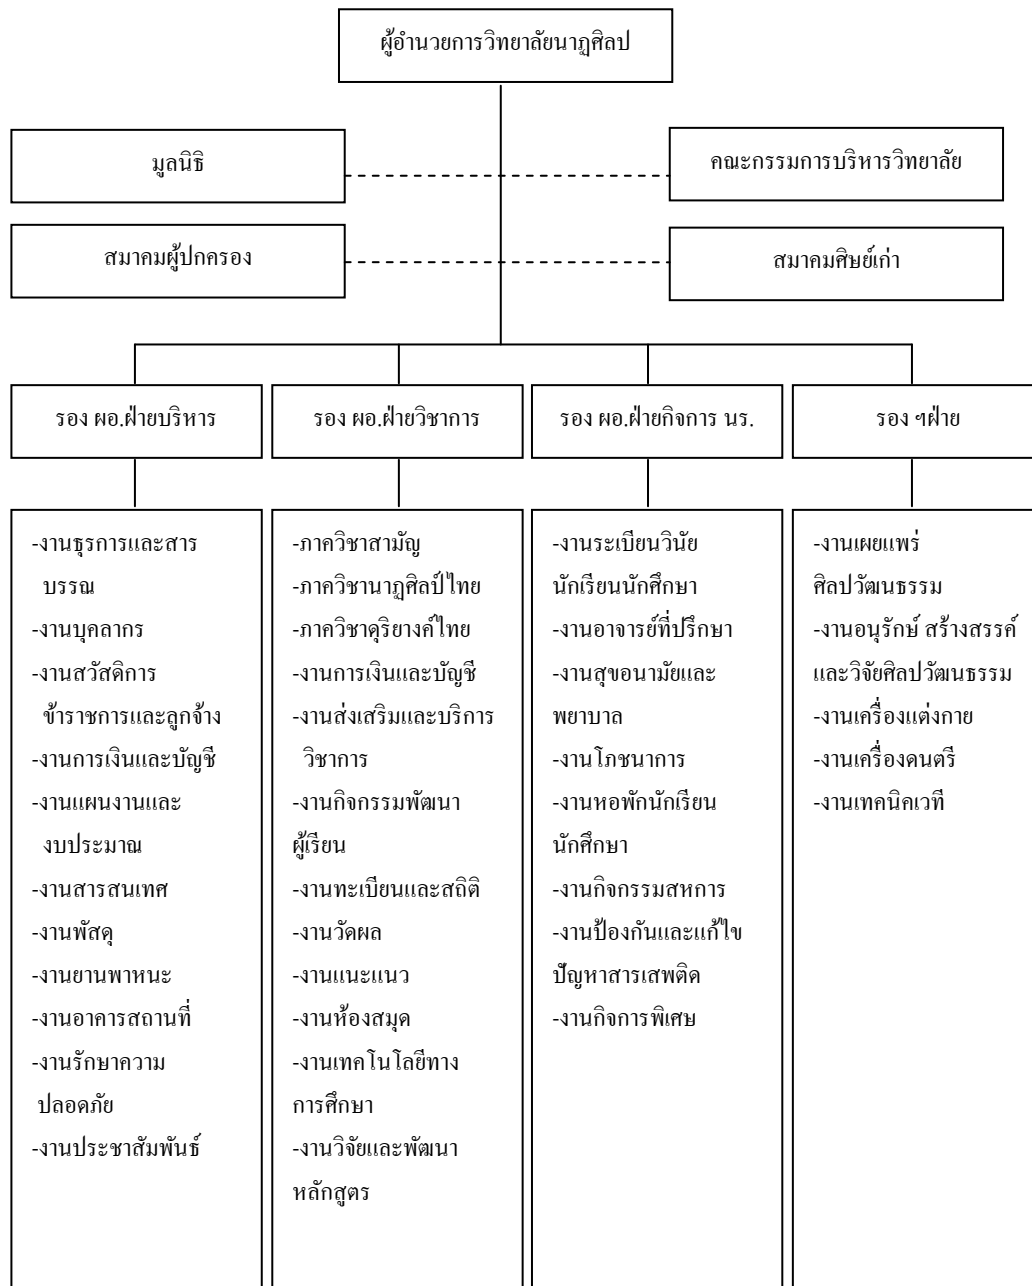 ผู้อำนวยการวิทยาลัยนาฏศิลป
มูลนิธิ
คณะกรรมการบริหารวิทยาลัย
สมาคมผู้ปกครอง
สมาคมศิษย์เก่า
รอง ผอ.ฝ่ายบริหาร
รอง ผอ.ฝ่ายวิชาการ
รอง ผอ.ฝ่ายกิจการ นร.
รอง ฯฝ่าย
-งานธุรการและสาร
บรรณ
-งานบุคลากร
-งานสวัสดิการ
ข้าราชการและลูกจ้าง
-งานการเงินและบัญชี
-งานแผนงานและ
งบประมาณ
-งานสารสนเทศ
-งานพัสดุ
-งานยานพาหนะ
-งานอาคารสถานที่
-งานรักษาความ
ปลอดภัย
-งานประชาสัมพันธ์
-ภาควิชาสามัญ
-ภาควิชานาฏศิลป์ไทย
-ภาควิชาดุริยางค์ไทย
-งานการเงินและบัญชี
-งานส่งเสริมและบริการ
วิชาการ
-งานกิจกรรมพัฒนา
ผู้เรียน
-งานทะเบียนและสถิติ
-งานวัดผล
-งานแนะแนว
-งานห้องสมุด
-งานเทคโนโลยีทาง
การศึกษา
-งานวิจัยและพัฒนา
หลักสูตร
-งานระเบียบวินัย
นักเรียนนักศึกษา
-งานอาจารย์ที่ปรึกษา
-งานสุขอนามัยและ
พยาบาล
-งานโภชนาการ
-งานหอพักนักเรียน
นักศึกษา
-งานกิจกรรมสหการ
-งานป้องกันและแก้ไข
ปัญหาสารเสพติด
-งานกิจการพิเศษ
-งานเผยแพร่
ศิลปวัฒนธรรม
-งานอนุรักษ์ สร้างสรรค์
และวิจัยศิลปวัฒนธรรม
-งานเครื่องแต่งกาย
-งานเครื่องดนตรี
-งานเทคนิคเวที